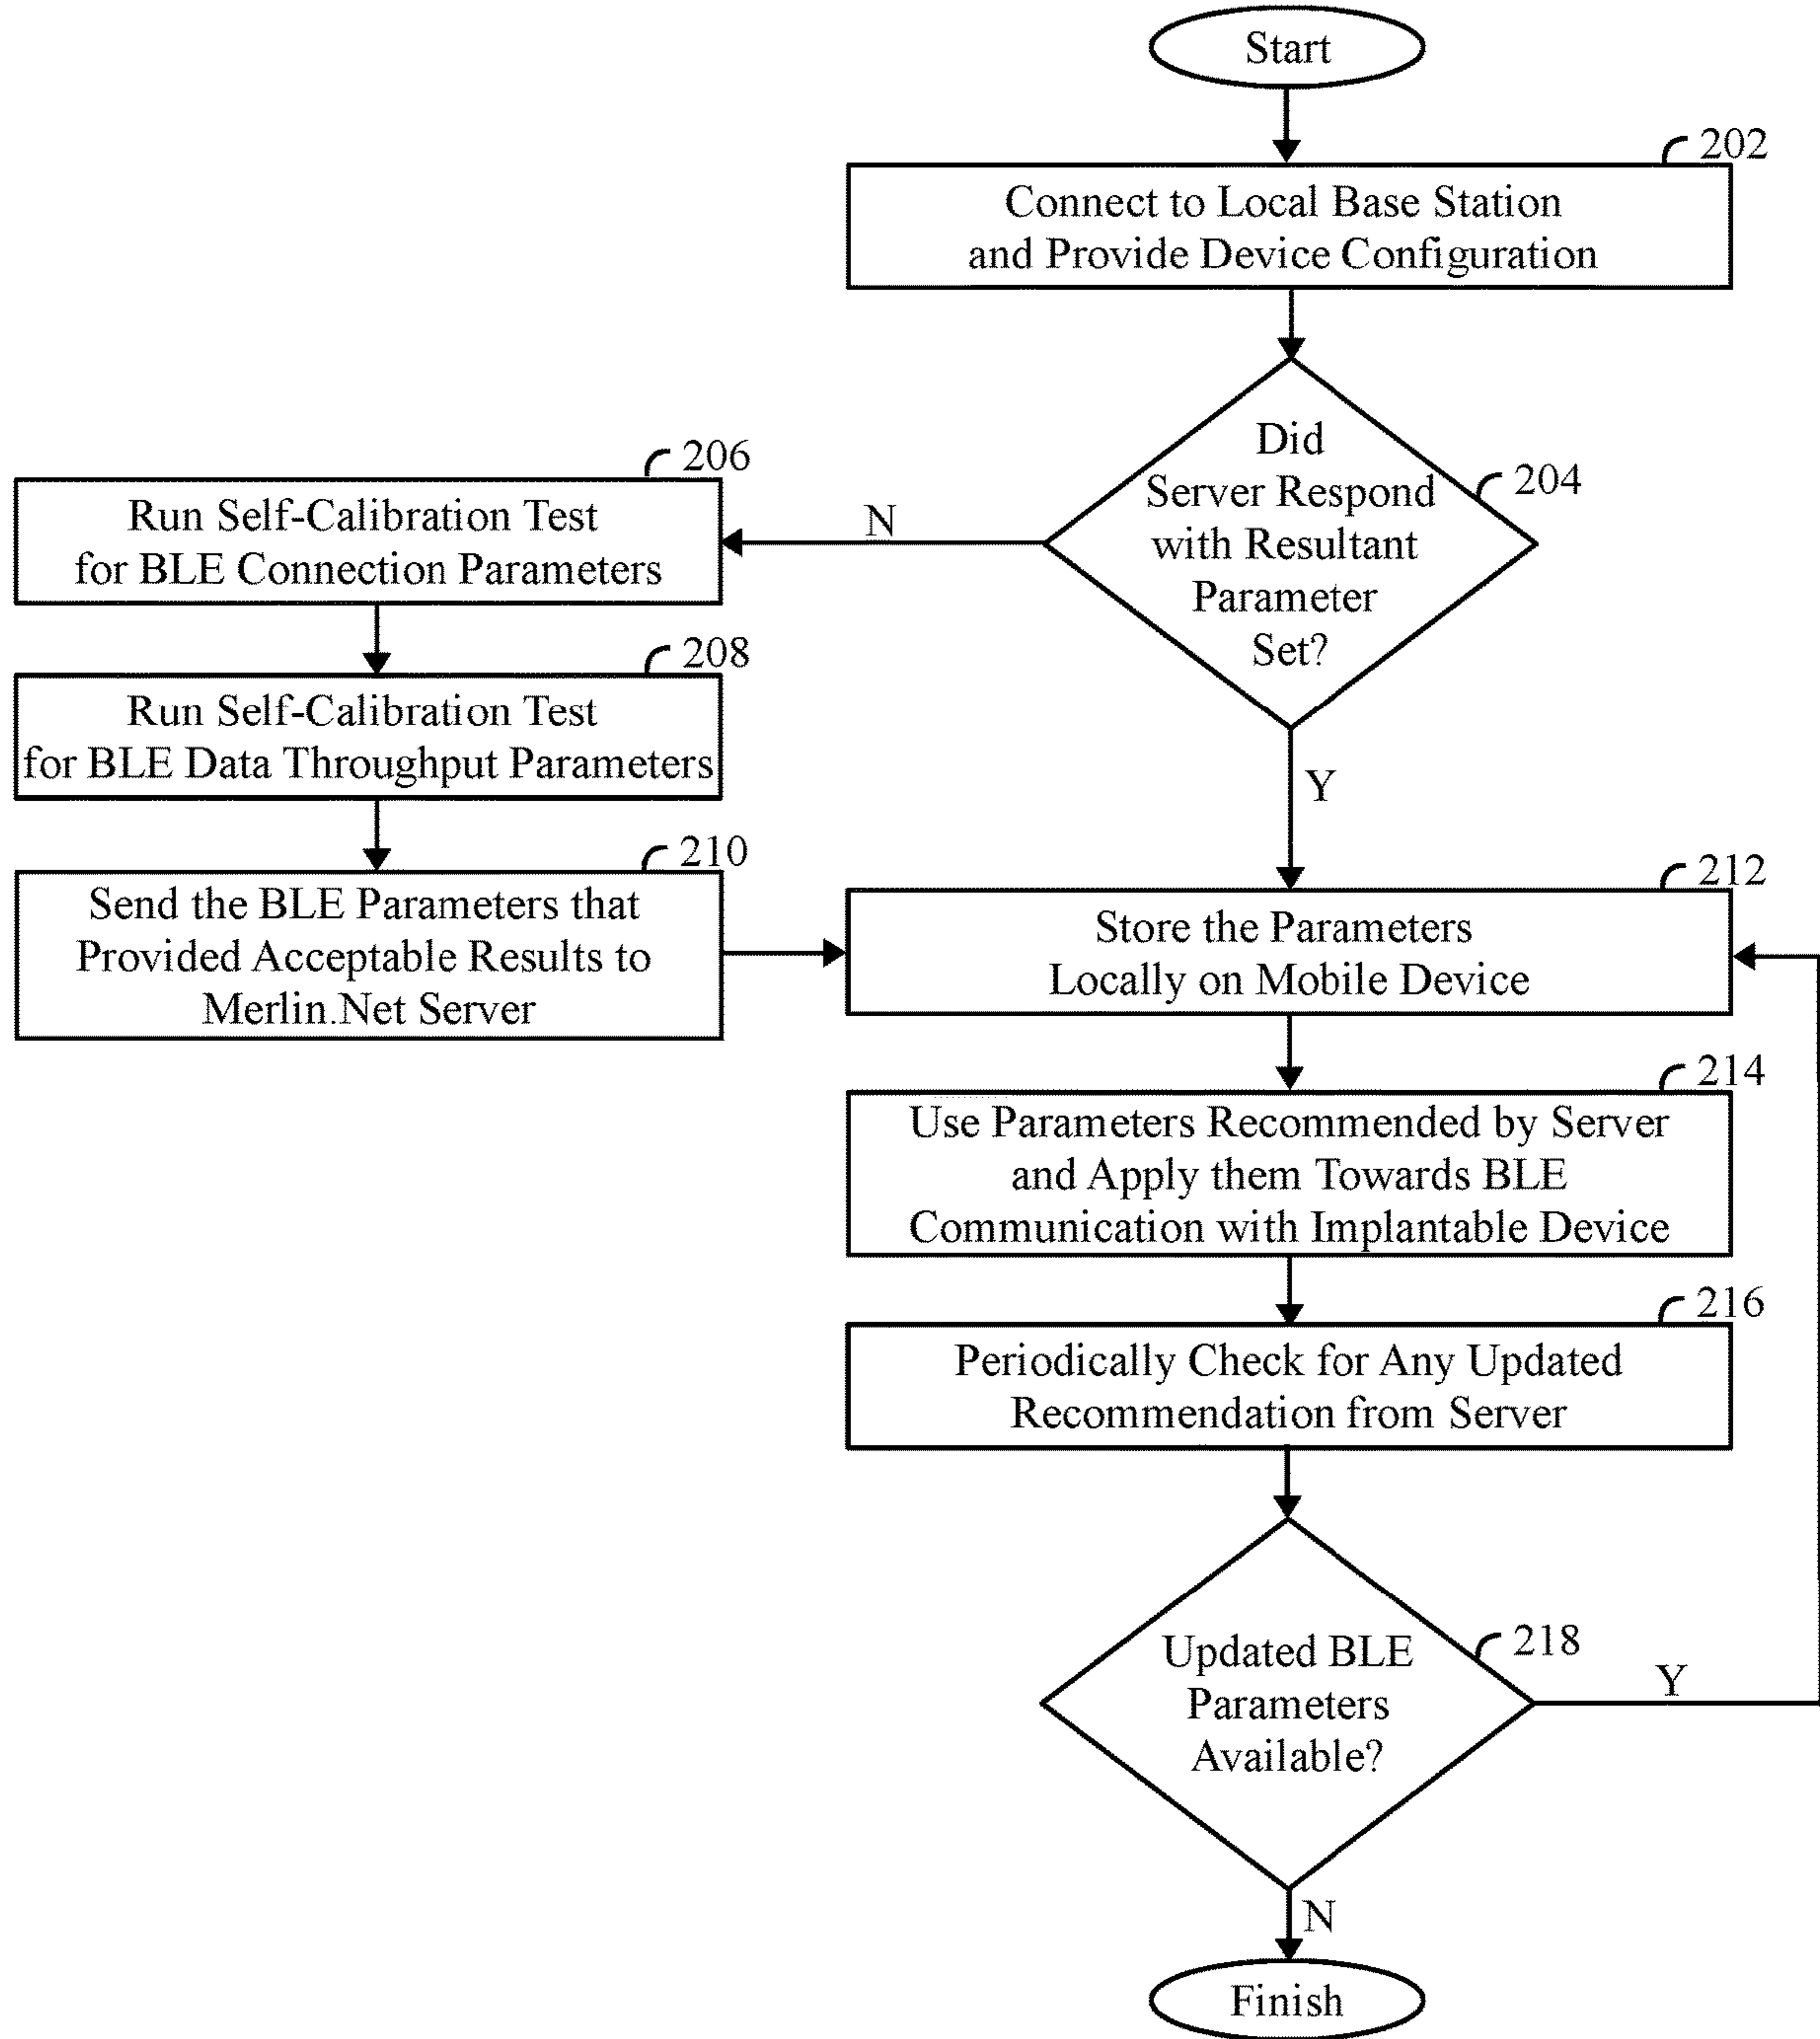 Start
202
Connect to Local Base Station
and Provide Device Configuration
Did
Server Respond
with Resultant
Parameter
Set?
204
N
Y
206
Run Self-Calibration Test
for BLE Connection Parameters
208
Run Self-Calibration Test
for BLE Data Throughput Parameters
210
Send the BLE Parameters that
Provided Acceptable Results to
Merlin.Net Server
212
Store the Parameters
Locally on Mobile Device
214
Use Parameters Recommended by Server
and Apply them Towards BLE
Communication with Implantable Device
216
Periodically Check for Any Updated
Recommendation from Server
218
Updated BLE
Parameters
Available?
Y
N
Finish